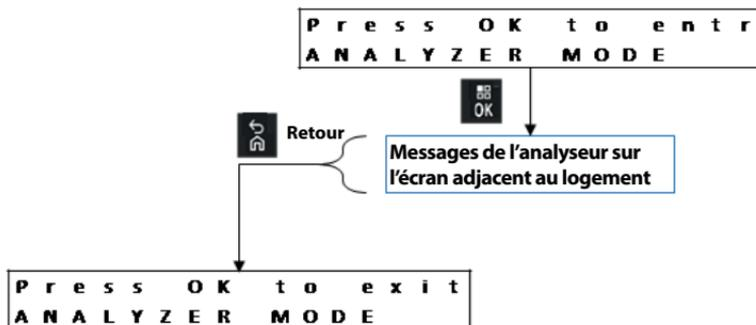 Press OK to entr
ANALYZER MODE
OK
Retour
Messages de l'analyseur sur
l'écran adjacent au logement
Press OK to exit
ANALYZER MODE